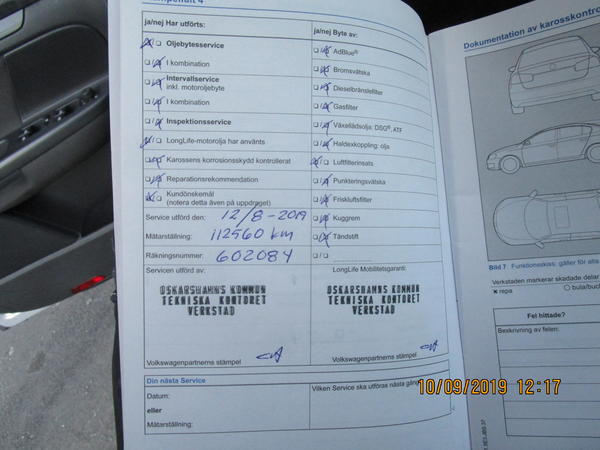 ja/nej Har utförts:
Oljebytesservice
I kombination
Intervallservice
inkl. motoroljebyte
I kombination
Inspektionsservice
LongLife-motorolja har använts
Karossens korrosionsskydd kontrollerat
Reparationsrekommendation
Kundönskemål
(notera detta även på uppdraget)
ja/nej Byte av:
AdBlue®
Bromsvätska
Dieselbränslefilter
Gasfilter
Växellådsolja: DSG®, ATF
Haldexkoppling: olja
Luftfilterinsats
Punkteringsvätska
Friskluftsfilter
Kuggrem
Tändstift
Service utförd den: 12/8-2019
Mätarställning: 112560 km
Räkningsnummer: 602084
Servicen utförd av:
OSKARSHAMNS KOMMUN
TEKNISKA KONTORET
VERKSTAD
Volkswagenpartnerns stämpel
LongLife Mobilitetsgaranti:
OSKARSHAMNS KOMMUN
TEKNISKA KONTORET
VERKSTAD
Volkswagenpartnerns stämpel
Din nästa Service
Datum:
eller
Mätarställning:
Vilken Service ska utföras nästa gång
Dokumentation av karosskontro
Bild 7 Funktionsskiss: gäller för alla
Verkstaden markerar skadade delar
× repa
bula/buc
Fel hittade?
Beskrivning av felen:
10/09/2019 12:17